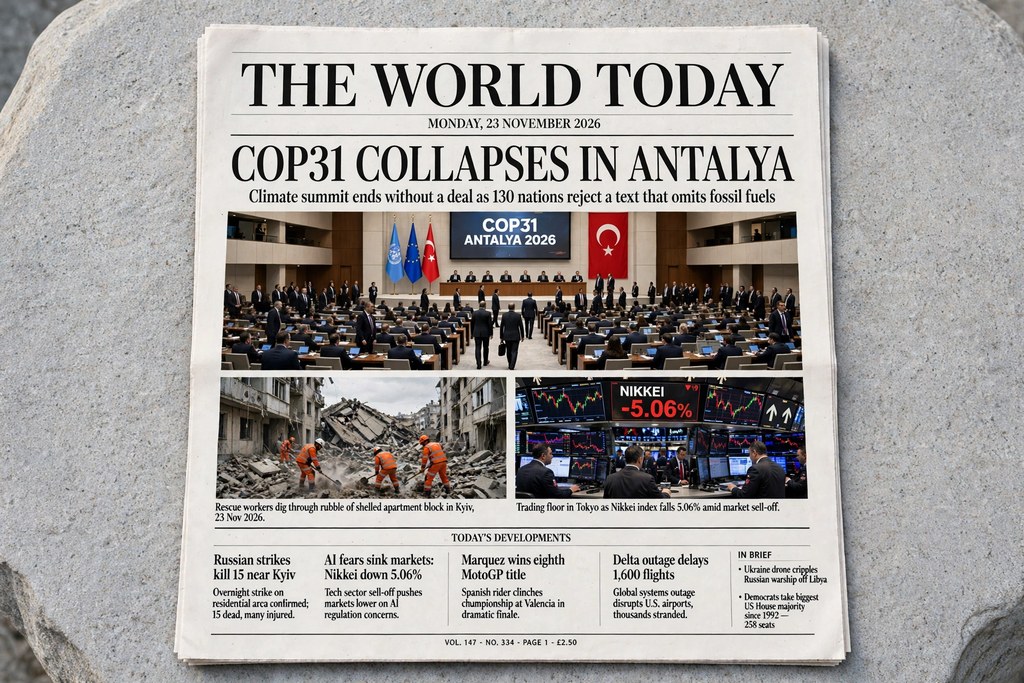 THE WORLD TODAY
MONDAY, 23 NOVEMBER 2026
COP31 COLLAPSES IN ANTALYA
Climate summit ends without a deal as 130 nations reject a text that omits fossil fuels
COP31
ANTALYA 2026
NIKKEI
-5.06%
Rescue workers dig through rubble of shelled apartment block in Kyiv,
23 Nov 2026.
Trading floor in Tokyo as Nikkei index falls 5.06% amid market sell-off.
TODAY'S DEVELOPMENTS
Russian strikes
kill 15 near Kyiv
Overnight strike on
residential area confirmed;
15 dead, many injured.
AI fears sink markets:
Nikkei down 5.06%
Tech sector sell-off pushes
markets lower on AI
regulation concerns.
Marquez wins eighth
MotoGP title
Spanish rider clinches
championship at Valencia in
dramatic finale.
Delta outage delays
1,600 flights
Global systems outage
disrupts U.S. airports,
thousands stranded.
IN BRIEF
• Ukraine drone cripples
Russian warship off Libya
• Democrats take biggest
US House majority
since 1992 —
258 seats
VOL. 147 - NO. 334 - PAGE 1 - £2.50